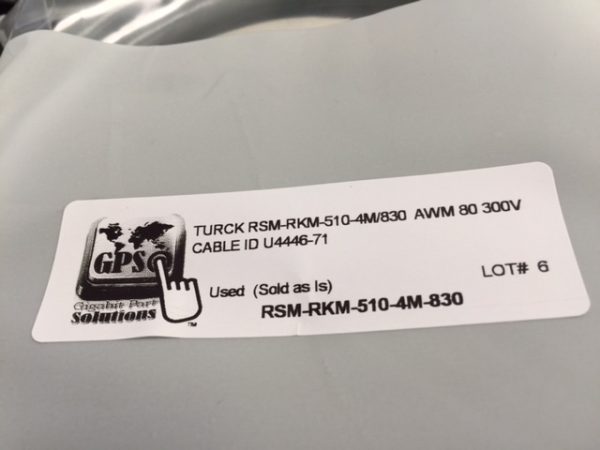 TURCK RSM-RKM-510-4M/830 AWM 80 300V
CABLE ID U4446-71
GPS
Used (Sold as Is)
LOT# 6
Gigabit Port
Solutions
TM
RSM-RKM-510-4M-830